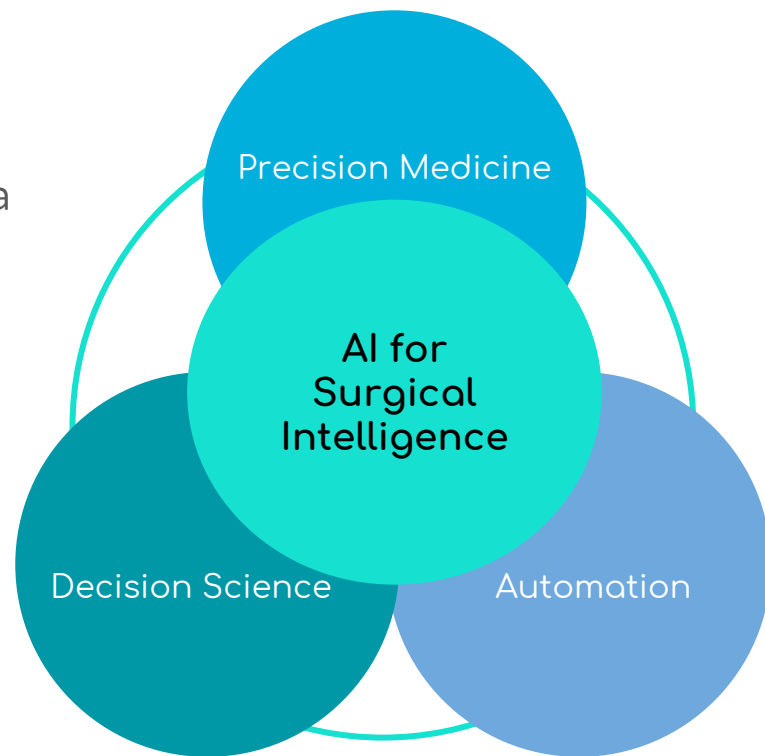 Precision Medicine
a
AI for
Surgical
Intelligence
Decision Science
Automation